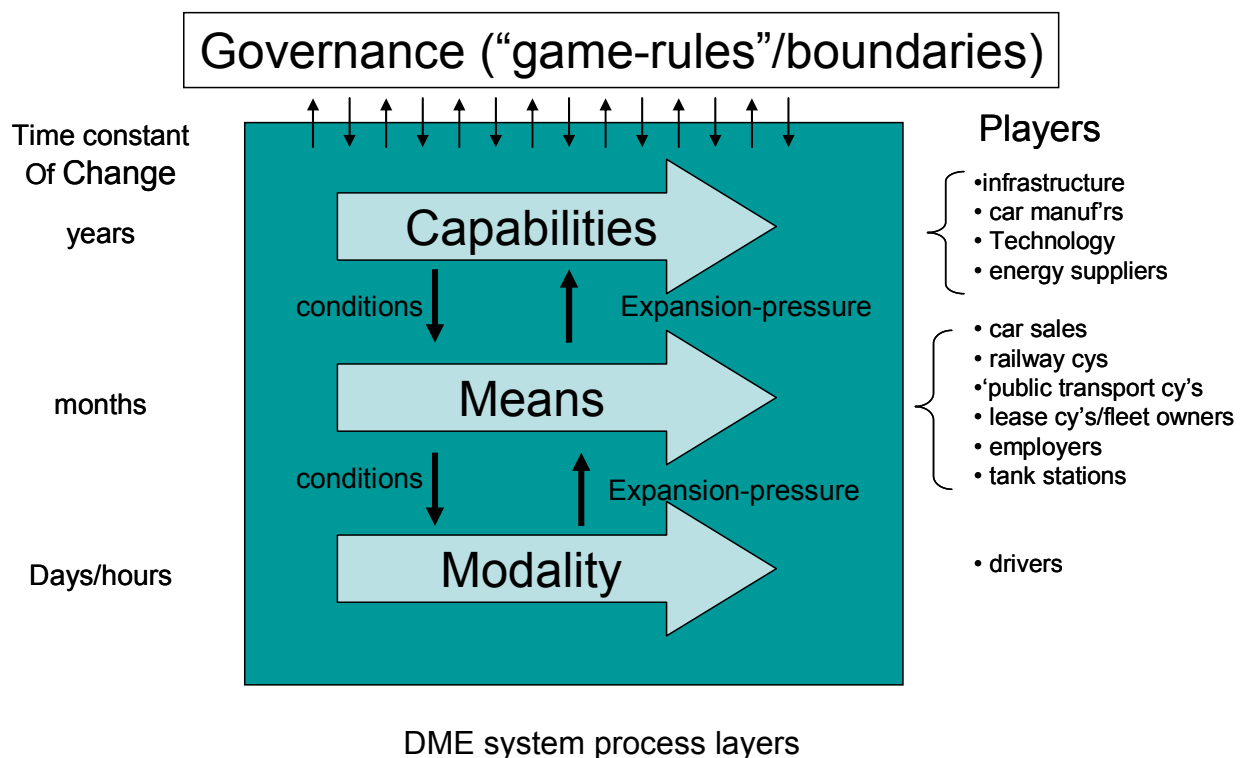 Governance (“game-rules”/boundaries)
Time constant
Of Change
Players
years
Capabilities
•infrastructure
• car manuf’rs
• Technology
• energy suppliers
conditions
Expansion-pressure
months
Means
• car sales
• railway cys
•‘public transport cy’s
• lease cy’s/fleet owners
• employers
• tank stations
conditions
Expansion-pressure
Days/hours
Modality
• drivers
DME system process layers